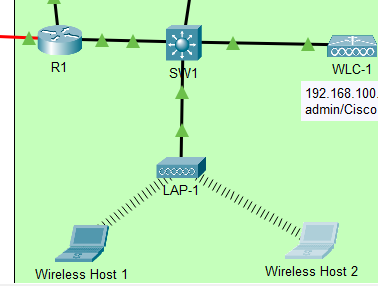 R1
SW1
WLC-1
192.168.100.
admin/Cisco
LAP-1
Wireless Host 1
Wireless Host 2